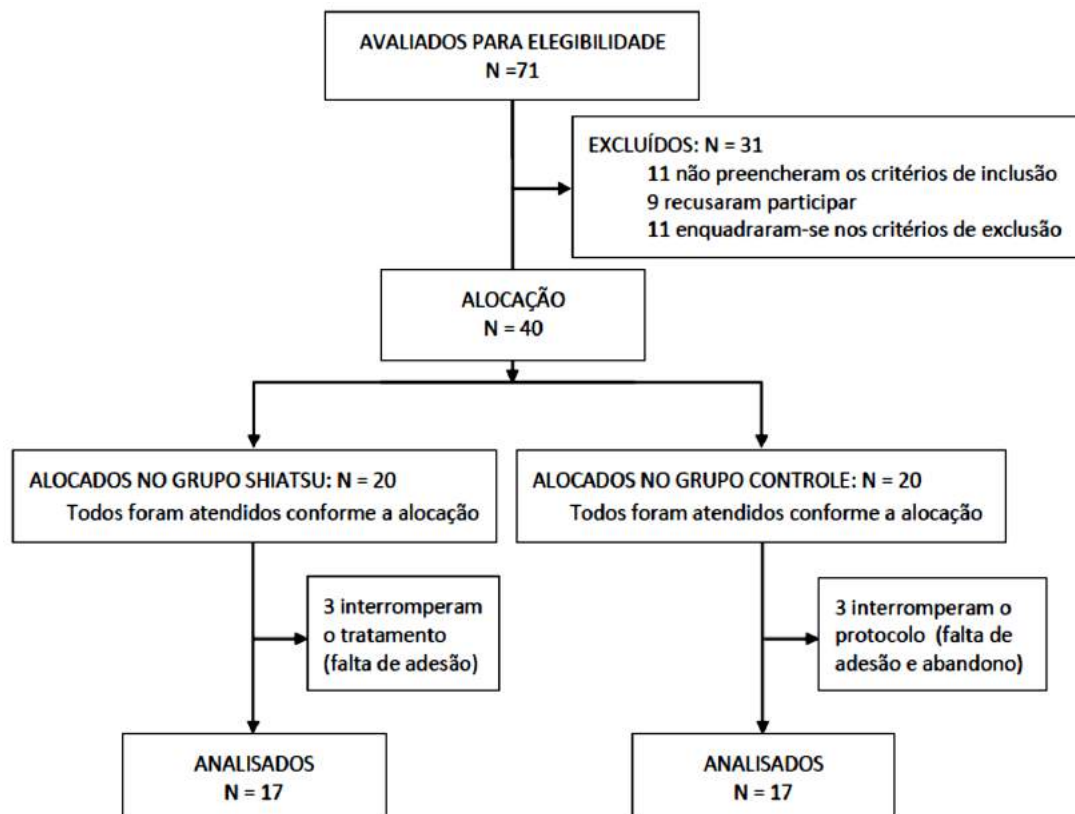 AVALIADOS PARA ELEGIBILIDADE
N =71
EXCLUÍDOS: N = 31
11 não preencheram os critérios de inclusão
9 recusaram participar
11 enquadraram-se nos critérios de exclusão
ALOCAÇÃO
N = 40
ALOCADOS NO GRUPO SHIATSU: N = 20
Todos foram atendidos conforme a alocação
ALOCADOS NO GRUPO CONTROLE: N = 20
Todos foram atendidos conforme a alocação
3 interromperam
o tratamento
(falta de adesão)
3 interromperam o
protocolo (falta de
adesão e abandono)
ANALISADOS
N = 17
ANALISADOS
N = 17